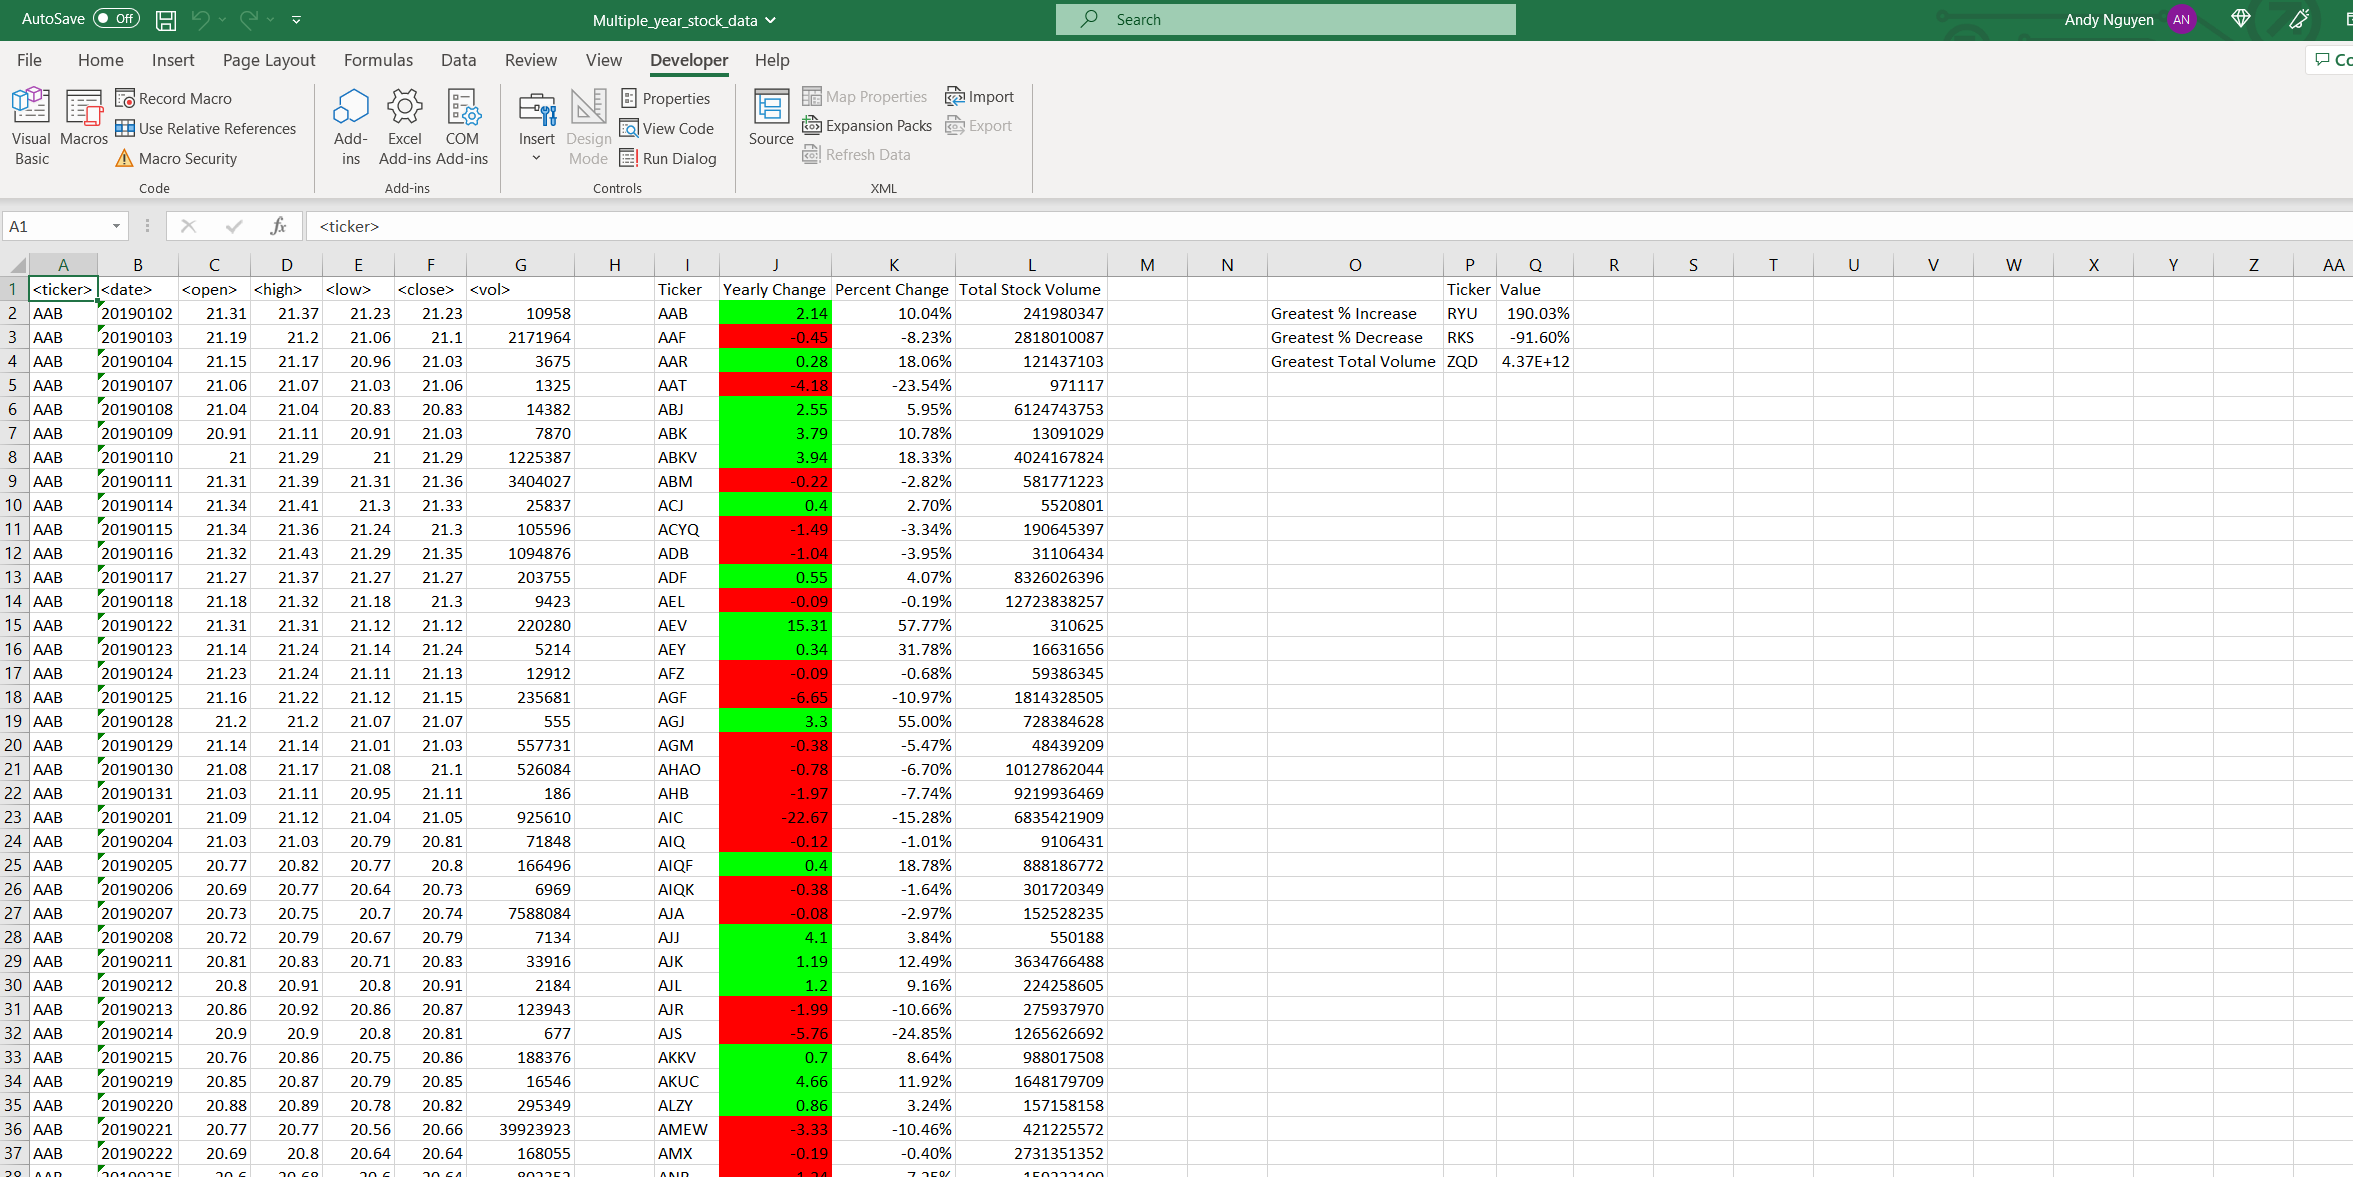 AutoSave Off Multiple_year_stock_data Search Andy Nguyen AN
File Home Insert Page Layout Formulas Data Review View Developer Help
Visual Basic Macros Record Macro Use Relative References Macro Security Code
Add-ins Excel Add-ins COM Add-ins Add-ins
Insert Design Mode Properties View Code Run Dialog Controls
Source Map Properties Expansion Packs Refresh Data Import Export XML
A1 fx <ticker>
A B C D E F G H I J K L M N O P Q R S T U V W X Y Z AA
1 <ticker> <date> <open> <high> <low> <close> <vol> Ticker Yearly Change Percent Change Total Stock Volume Ticker Value
2 AAB 20190102 21.31 21.37 21.23 21.23 10958 AAB 2.14 10.04% 241980347 Greatest % Increase RYU 190.03%
3 AAB 20190103 21.19 21.2 21.06 21.1 2171964 AAF -0.45 -8.23% 2818010087 Greatest % Decrease RKS -91.60%
4 AAB 20190104 21.15 21.17 20.96 21.03 3675 AAR 0.28 18.06% 121437103 Greatest Total Volume ZQD 4.37E+12
5 AAB 20190107 21.06 21.07 21.03 21.06 1325 AAT -4.18 -23.54% 971117
6 AAB 20190108 21.04 21.04 20.83 20.83 14382 ABJ 2.55 5.95% 6124743753
7 AAB 20190109 20.91 21.11 20.91 21.03 7870 ABK 3.79 10.78% 13091029
8 AAB 20190110 21 21.29 21 21.29 1225387 ABKV 3.94 18.33% 4024167824
9 AAB 20190111 21.31 21.39 21.31 21.36 3404027 ABM -0.22 -2.82% 581771223
10 AAB 20190114 21.34 21.41 21.3 21.33 25837 ACJ 0.4 2.70% 5520801
11 AAB 20190115 21.34 21.36 21.24 21.3 105596 ACYQ -1.49 -3.34% 190645397
12 AAB 20190116 21.32 21.43 21.29 21.35 1094876 ADB -1.04 -3.95% 31106434
13 AAB 20190117 21.27 21.37 21.27 21.27 203755 ADF 0.55 4.07% 8326026396
14 AAB 20190118 21.18 21.32 21.18 21.3 9423 AEL -0.09 -0.19% 12723838257
15 AAB 20190122 21.31 21.31 21.12 21.12 220280 AEV 15.31 57.77% 310625
16 AAB 20190123 21.14 21.24 21.14 21.24 5214 AEY 0.34 31.78% 16631656
17 AAB 20190124 21.23 21.24 21.11 21.13 12912 AFZ -0.09 -0.68% 59386345
18 AAB 20190125 21.16 21.22 21.12 21.15 235681 AGF -6.65 -10.97% 1814328505
19 AAB 20190128 21.2 21.2 21.07 21.07 555 AGJ 3.3 55.00% 728384628
20 AAB 20190129 21.14 21.14 21.01 21.03 557731 AGM -0.38 -5.47% 48439209
21 AAB 20190130 21.08 21.17 21.08 21.1 526084 AHAO -0.78 -6.70% 10127862044
22 AAB 20190131 21.03 21.11 20.95 21.11 186 AHB -1.97 -7.74% 9219936469
23 AAB 20190201 21.09 21.12 21.04 21.05 925610 AIC -22.67 -15.28% 6835421909
24 AAB 20190204 21.03 21.03 20.79 20.81 71848 AIQ -0.12 -1.01% 9106431
25 AAB 20190205 20.77 20.82 20.77 20.8 166496 AIQF 0.4 18.78% 888186772
26 AAB 20190206 20.69 20.77 20.64 20.73 6969 AIQK -0.38 -1.64% 301720349
27 AAB 20190207 20.73 20.75 20.7 20.74 7588084 AJA -0.08 -2.97% 152528235
28 AAB 20190208 20.72 20.79 20.67 20.79 7134 AJJ 4.1 3.84% 550188
29 AAB 20190211 20.81 20.83 20.71 20.83 33916 AJK 1.19 12.49% 3634766488
30 AAB 20190212 20.8 20.91 20.8 20.91 2184 AJL 1.2 9.16% 224258605
31 AAB 20190213 20.86 20.92 20.86 20.87 123943 AJR -1.99 -10.66% 275937970
32 AAB 20190214 20.9 20.9 20.8 20.81 677 AJS -5.76 -24.85% 1265626692
33 AAB 20190215 20.76 20.86 20.75 20.86 188376 AKKV 0.7 8.64% 988017508
34 AAB 20190219 20.85 20.87 20.79 20.85 16546 AKUC 4.66 11.92% 1648179709
35 AAB 20190220 20.88 20.89 20.78 20.82 295349 ALZY 0.86 3.24% 157158158
36 AAB 20190221 20.77 20.77 20.56 20.66 39923923 AMEW -3.33 -10.46% 421225572
37 AAB 20190222 20.69 20.8 20.64 20.64 168055 AMX -0.19 -0.40% 2731351352